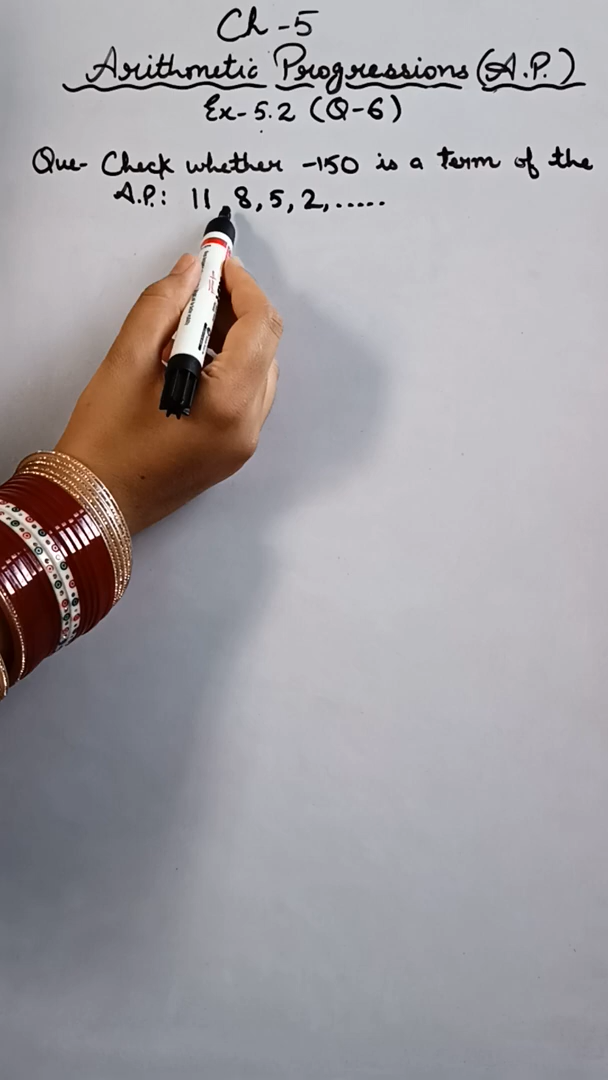 Ch-5
Arithmetic Progressions (A.P.)
Ex-5.2 (Q-6)
Que- Check whether -150 is a term of the
A.P.: 11, 8, 5, 2, .....